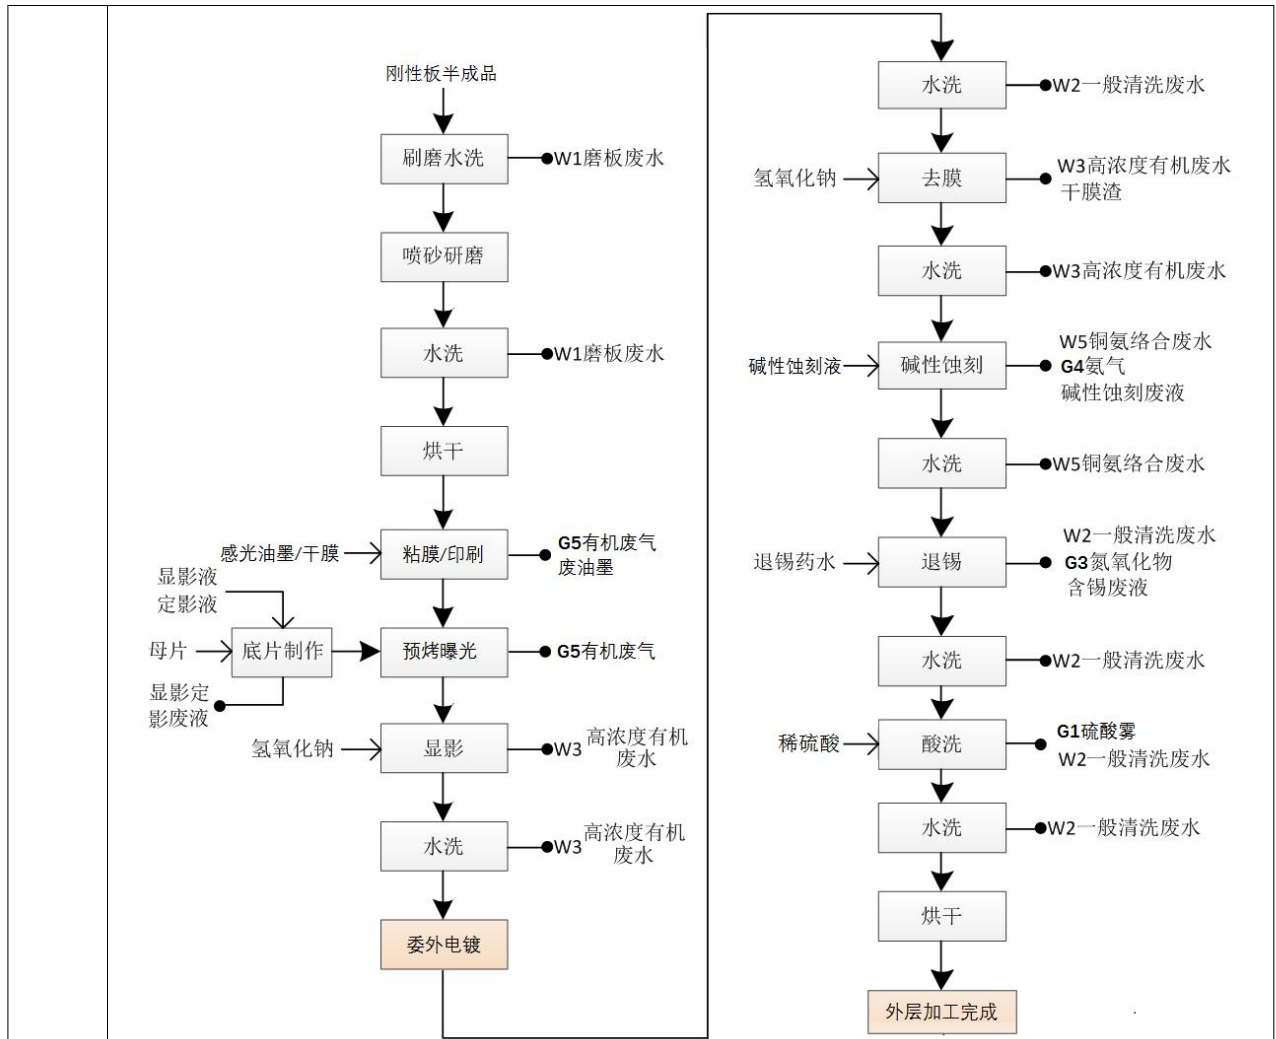 刚性板半成品
刷磨水洗
W1磨板废水
喷砂研磨
水洗
W1磨板废水
烘干
感光油墨/干膜
粘膜/印刷
G5有机废气
废油墨
显影液
定影液
母片
底片制作
预烤曝光
G5有机废气
显影定
影废液
氢氧化钠
显影
W3高浓度有机
废水
水洗
W3高浓度有机
废水
委外电镀
水洗
W2一般清洗废水
氢氧化钠
去膜
W3高浓度有机废水
干膜渣
水洗
W3高浓度有机废水
碱性蚀刻液
碱性蚀刻
W5铜氨络合废水
G4氨气
碱性蚀刻废液
水洗
W5铜氨络合废水
退锡药水
退锡
W2一般清洗废水
G3氮氧化物
含锡废液
水洗
W2一般清洗废水
稀硫酸
酸洗
G1硫酸雾
W2一般清洗废水
水洗
W2一般清洗废水
烘干
外层加工完成